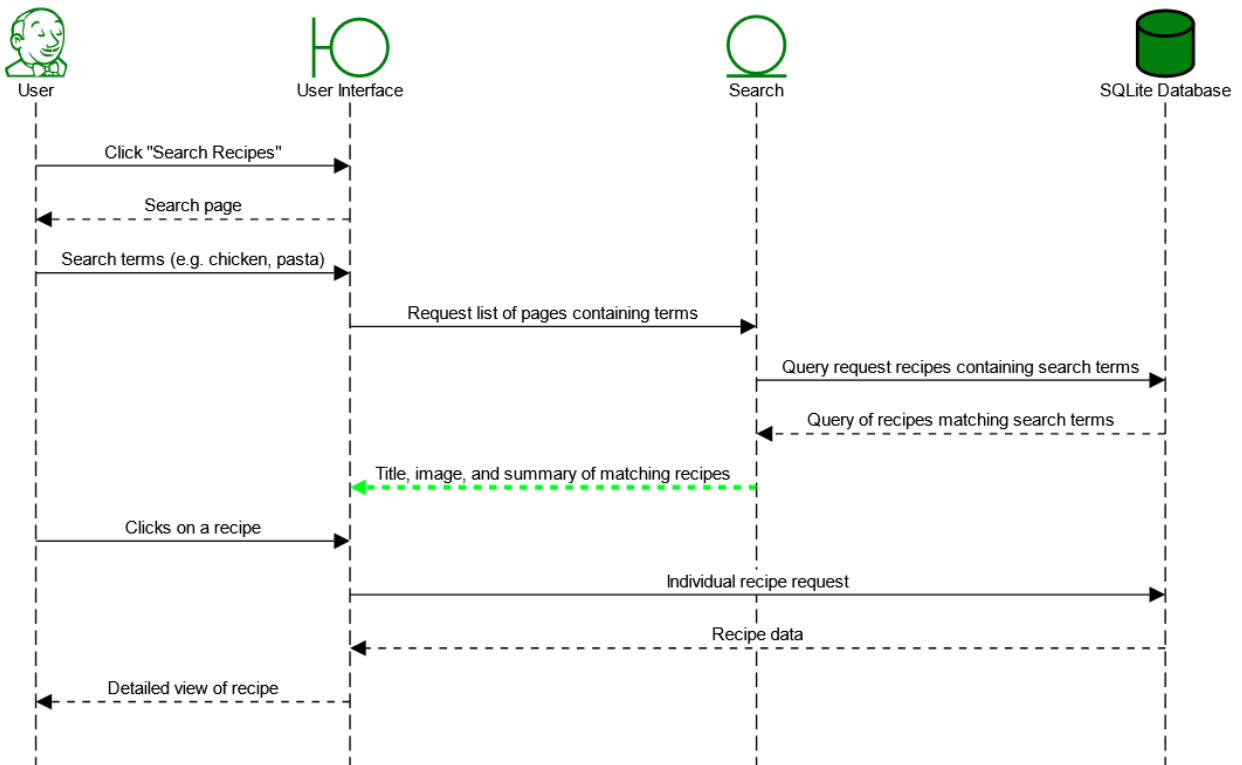 User
User Interface
Search
SQLite Database
Click "Search Recipes"
Search page
Search terms (e.g. chicken, pasta)
Request list of pages containing terms
Query request recipes containing search terms
Query of recipes matching search terms
Title, image, and summary of matching recipes
Clicks on a recipe
Individual recipe request
Recipe data
Detailed view of recipe